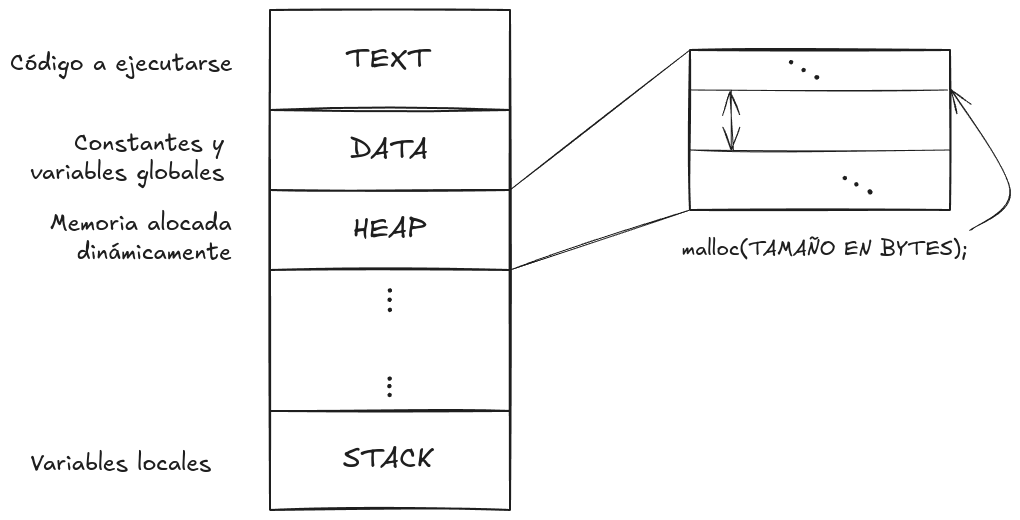 Código a ejecutarse
TEXT
Constantes y
variables globales
DATA
Memoria alocada
dinámicamente
HEAP
malloc(TAMAÑO EN BYTES);
Variables locales
STACK